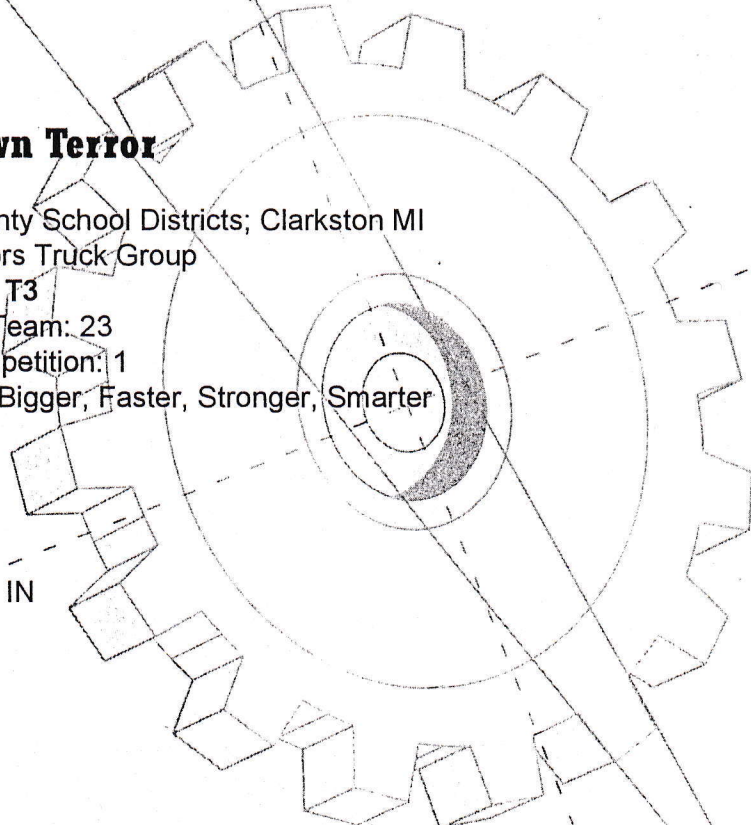 wn Terror
nty School Districts; Clarkston MI
ors Truck Group
T3
Team: 23
petition: 1
Bigger, Faster, Stronger, Smarter
IN